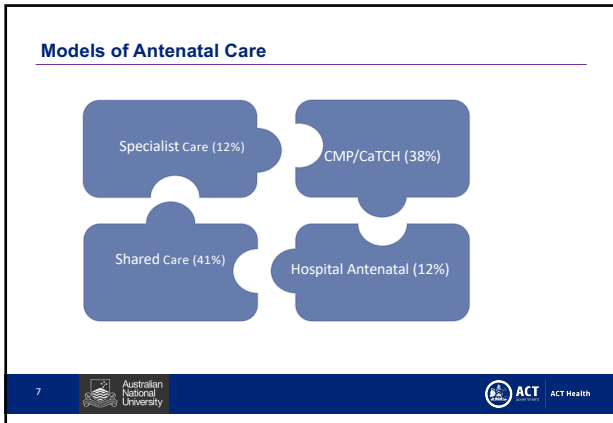 Models of Antenatal Care
Specialist Care (12%)
CMP/CaTCH (38%)
Shared Care (41%)
Hospital Antenatal (12%)
7
Australian
National
University
ACT
Government
ACT Health